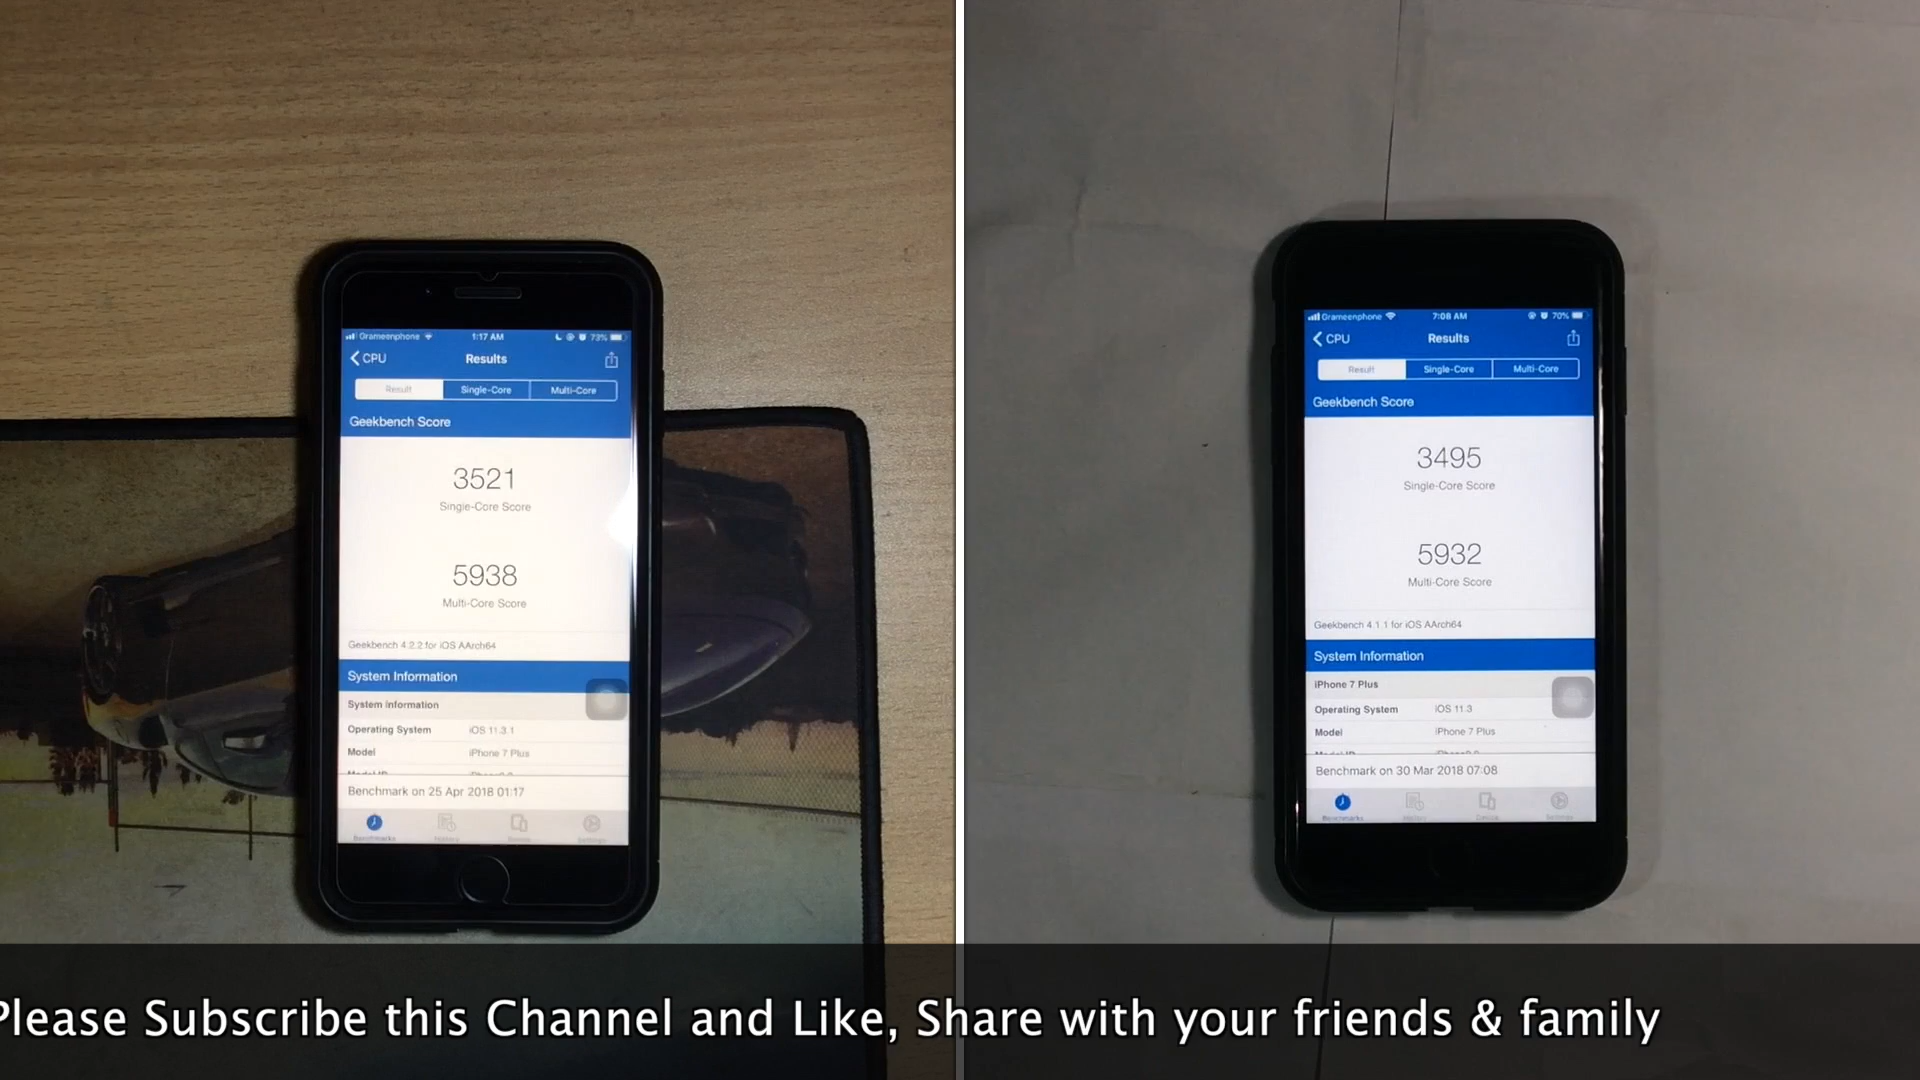 Grameenphone 1:17 AM 73%
CPU Results
Result Single-Core Multi-Core
Geekbench Score
3521
Single-Core Score
5938
Multi-Core Score
Geekbench 4.2.2 for iOS AArch64
System Information
System Information
Operating System iOS 11.3.1
Model iPhone 7 Plus
Benchmark on 25 Apr 2018 01:17
Benchmarks
Grameenphone 7:08 AM 70%
CPU Results
Result Single-Core Multi-Core
Geekbench Score
3495
Single-Core Score
5932
Multi-Core Score
Geekbench 4.1.1 for iOS AArch64
System Information
iPhone 7 Plus
Operating System iOS 11.3
Model iPhone 7 Plus
Benchmark on 30 Mar 2018 07:08
Benchmarks
Please Subscribe this Channel and Like, Share with your friends & family